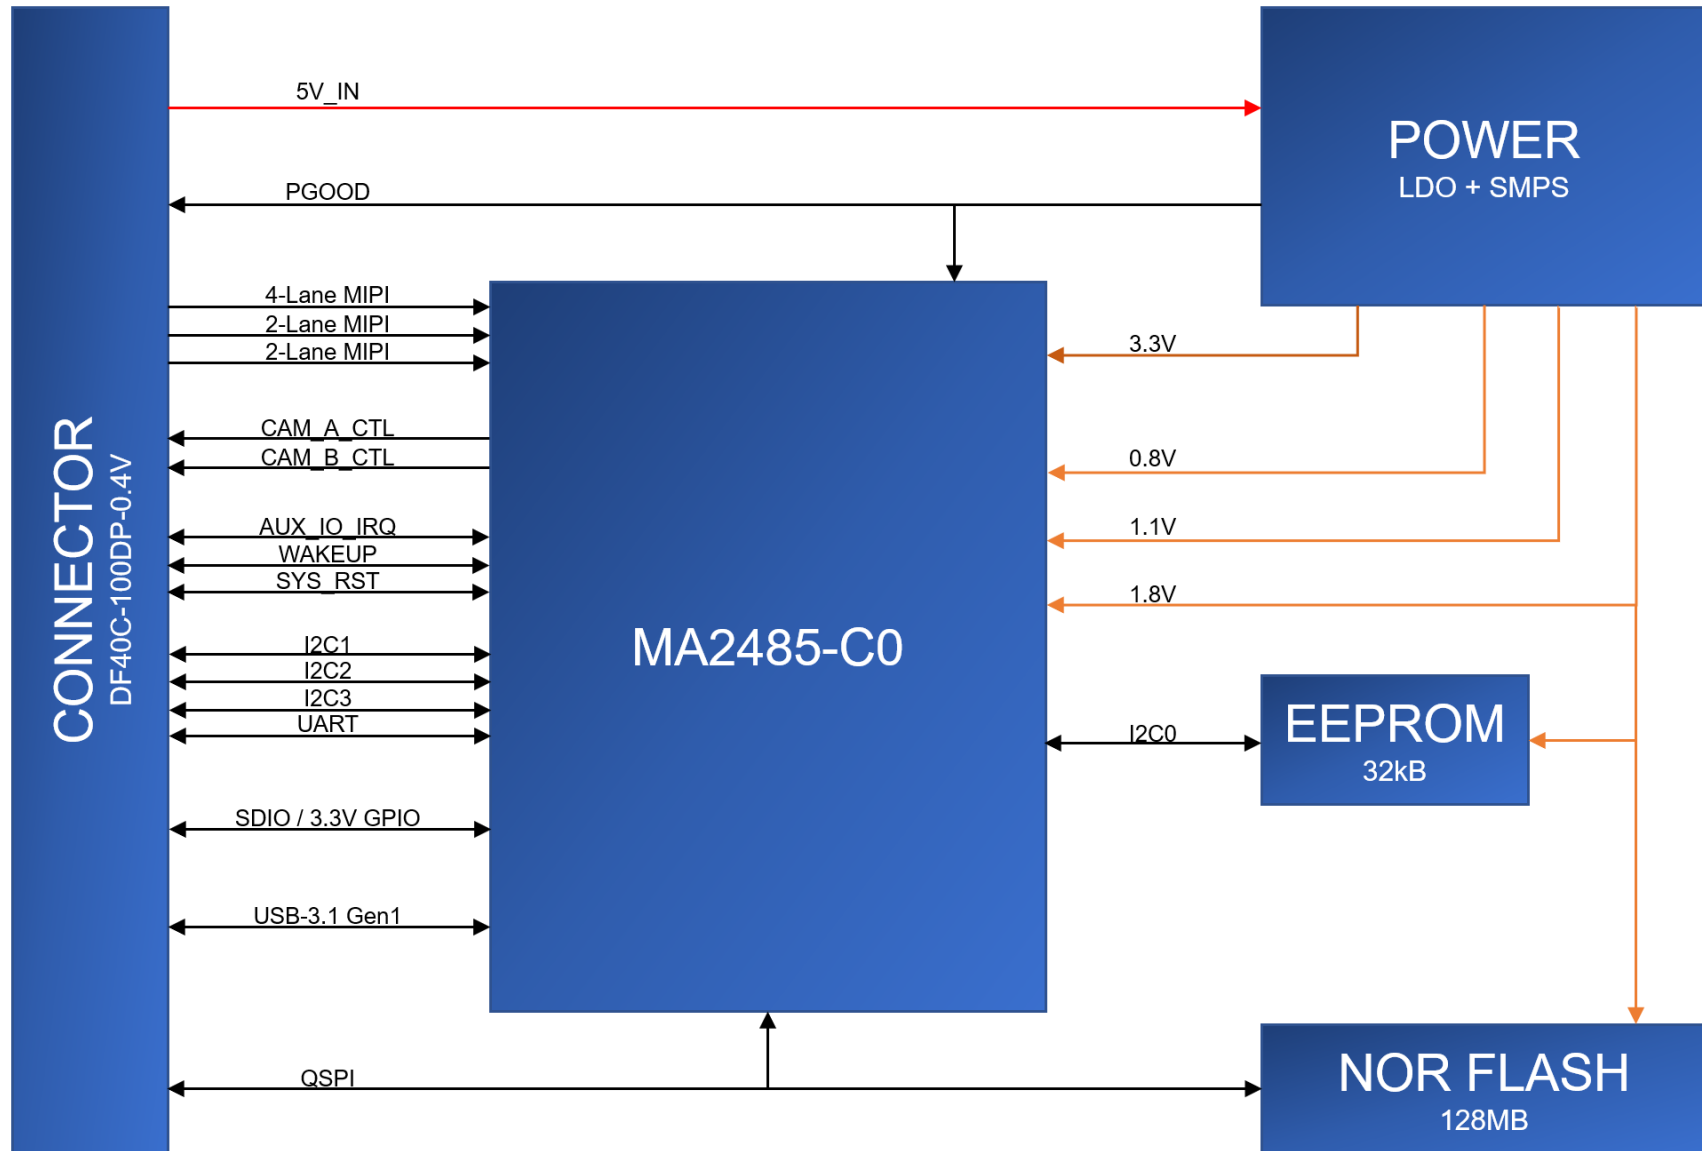 CONNECTOR
DF40C-100DP-0.4V
5V_IN
PGOOD
4-Lane MIPI
2-Lane MIPI
2-Lane MIPI
CAM_A_CTL
CAM_B_CTL
AUX_IO_IRQ
WAKEUP
SYS_RST
I2C1
I2C2
I2C3
UART
SDIO / 3.3V GPIO
USB-3.1 Gen1
QSPI
MA2485-C0
POWER
LDO + SMPS
3.3V
0.8V
1.1V
1.8V
I2C0
EEPROM
32kB
NOR FLASH
128MB